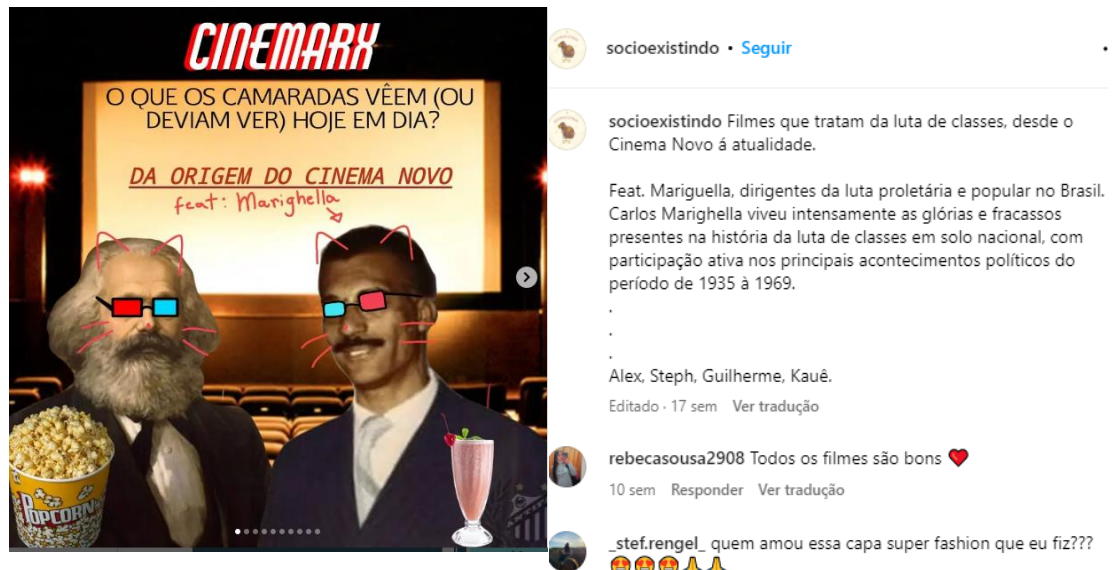 CINEMARX
O QUE OS CAMARADAS VÊEM (OU
DEVIAM VER) HOJE EM DIA?
DA ORIGEM DO CINEMA NOVO
feat: Marighella
POPCORN
socioexistindo • Seguir
socioexistindo Filmes que tratam da luta de classes, desde o
Cinema Novo á atualidade.
Feat. Mariguella, dirigentes da luta proletária e popular no Brasil.
Carlos Marighella viveu intensamente as glórias e fracassos
presentes na história da luta de classes em solo nacional, com
participação ativa nos principais acontecimentos políticos do
período de 1935 à 1969.
.
.
.
Alex, Steph, Guilherme, Kauê.
Editado · 17 sem Ver tradução
rebecasousa2908 Todos os filmes são bons ❤️
10 sem Responder Ver tradução
_stef.rengel_ quem amou essa capa super fashion que eu fiz???
😍😍😍🙏🙏